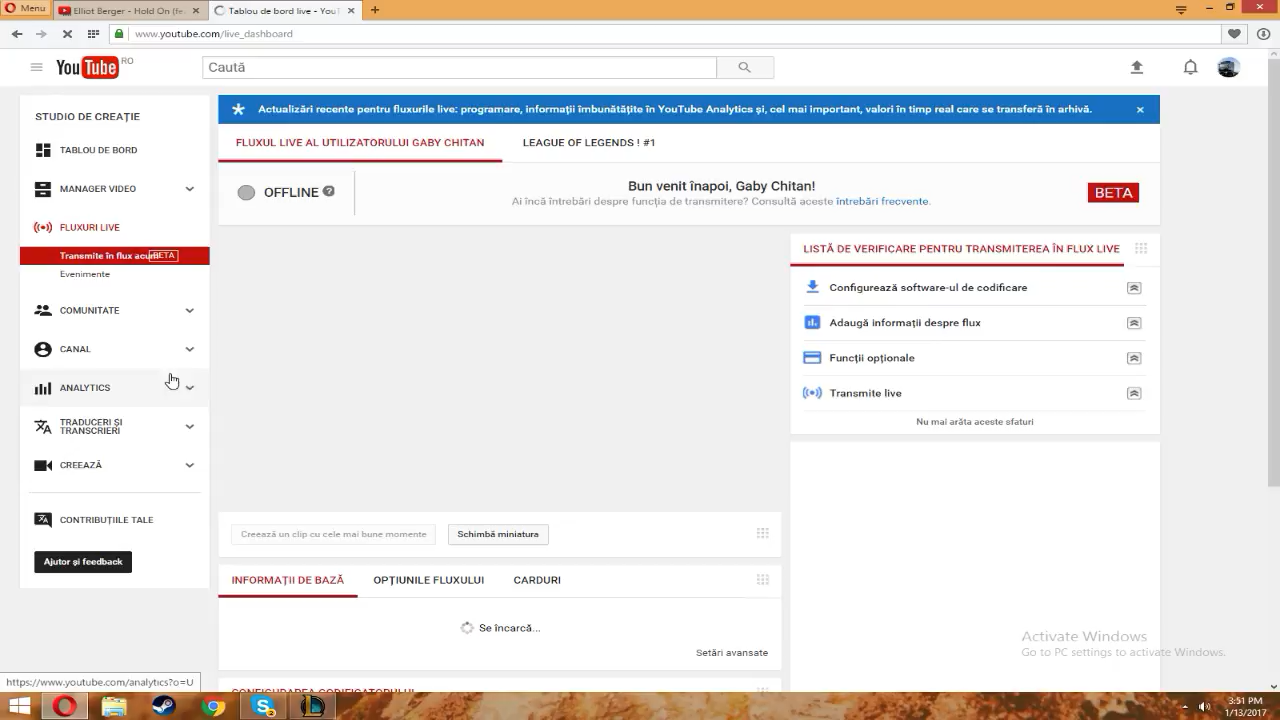 Menu
Elliot Berger - Hold On (fe
Tablou de bord live - YouT
www.youtube.com/live_dashboard
YouTube RO
Caută
STUDIO DE CREAȚIE
TABLOU DE BORD
MANAGER VIDEO
FLUXURI LIVE
Transmite în flux acum BETA
Evenimente
COMUNITATE
CANAL
ANALYTICS
TRADUCERI ȘI
TRANSCRIERI
CREEAZĂ
CONTRIBUȚIILE TALE
Ajutor și feedback
https://www.youtube.com/analytics?o=U
Actualizări recente pentru fluxurile live: programare, informații îmbunătățite în YouTube Analytics și, cel mai important, valori în timp real care se transferă în arhivă.
FLUXUL LIVE AL UTILIZATORULUI GABY CHITAN
LEAGUE OF LEGENDS ! #1
OFFLINE ?
Bun venit înapoi, Gaby Chitan!
Ai încă întrebări despre funcția de transmitere? Consultă aceste întrebări frecvente.
BETA
LISTĂ DE VERIFICARE PENTRU TRANSMITEREA ÎN FLUX LIVE
Configurează software-ul de codificare
Adaugă informații despre flux
Funcții opționale
Transmite live
Nu mai arăta aceste sfaturi
Creează un clip cu cele mai bune momente
Schimbă miniatura
INFORMAȚII DE BAZĂ
OPȚIUNILE FLUXULUI
CARDURI
Se încarcă...
Setări avansate
CONFIGURAREA CODIFICATORULUI
Activate Windows
Go to PC settings to activate Windows.
3:51 PM
1/13/2017